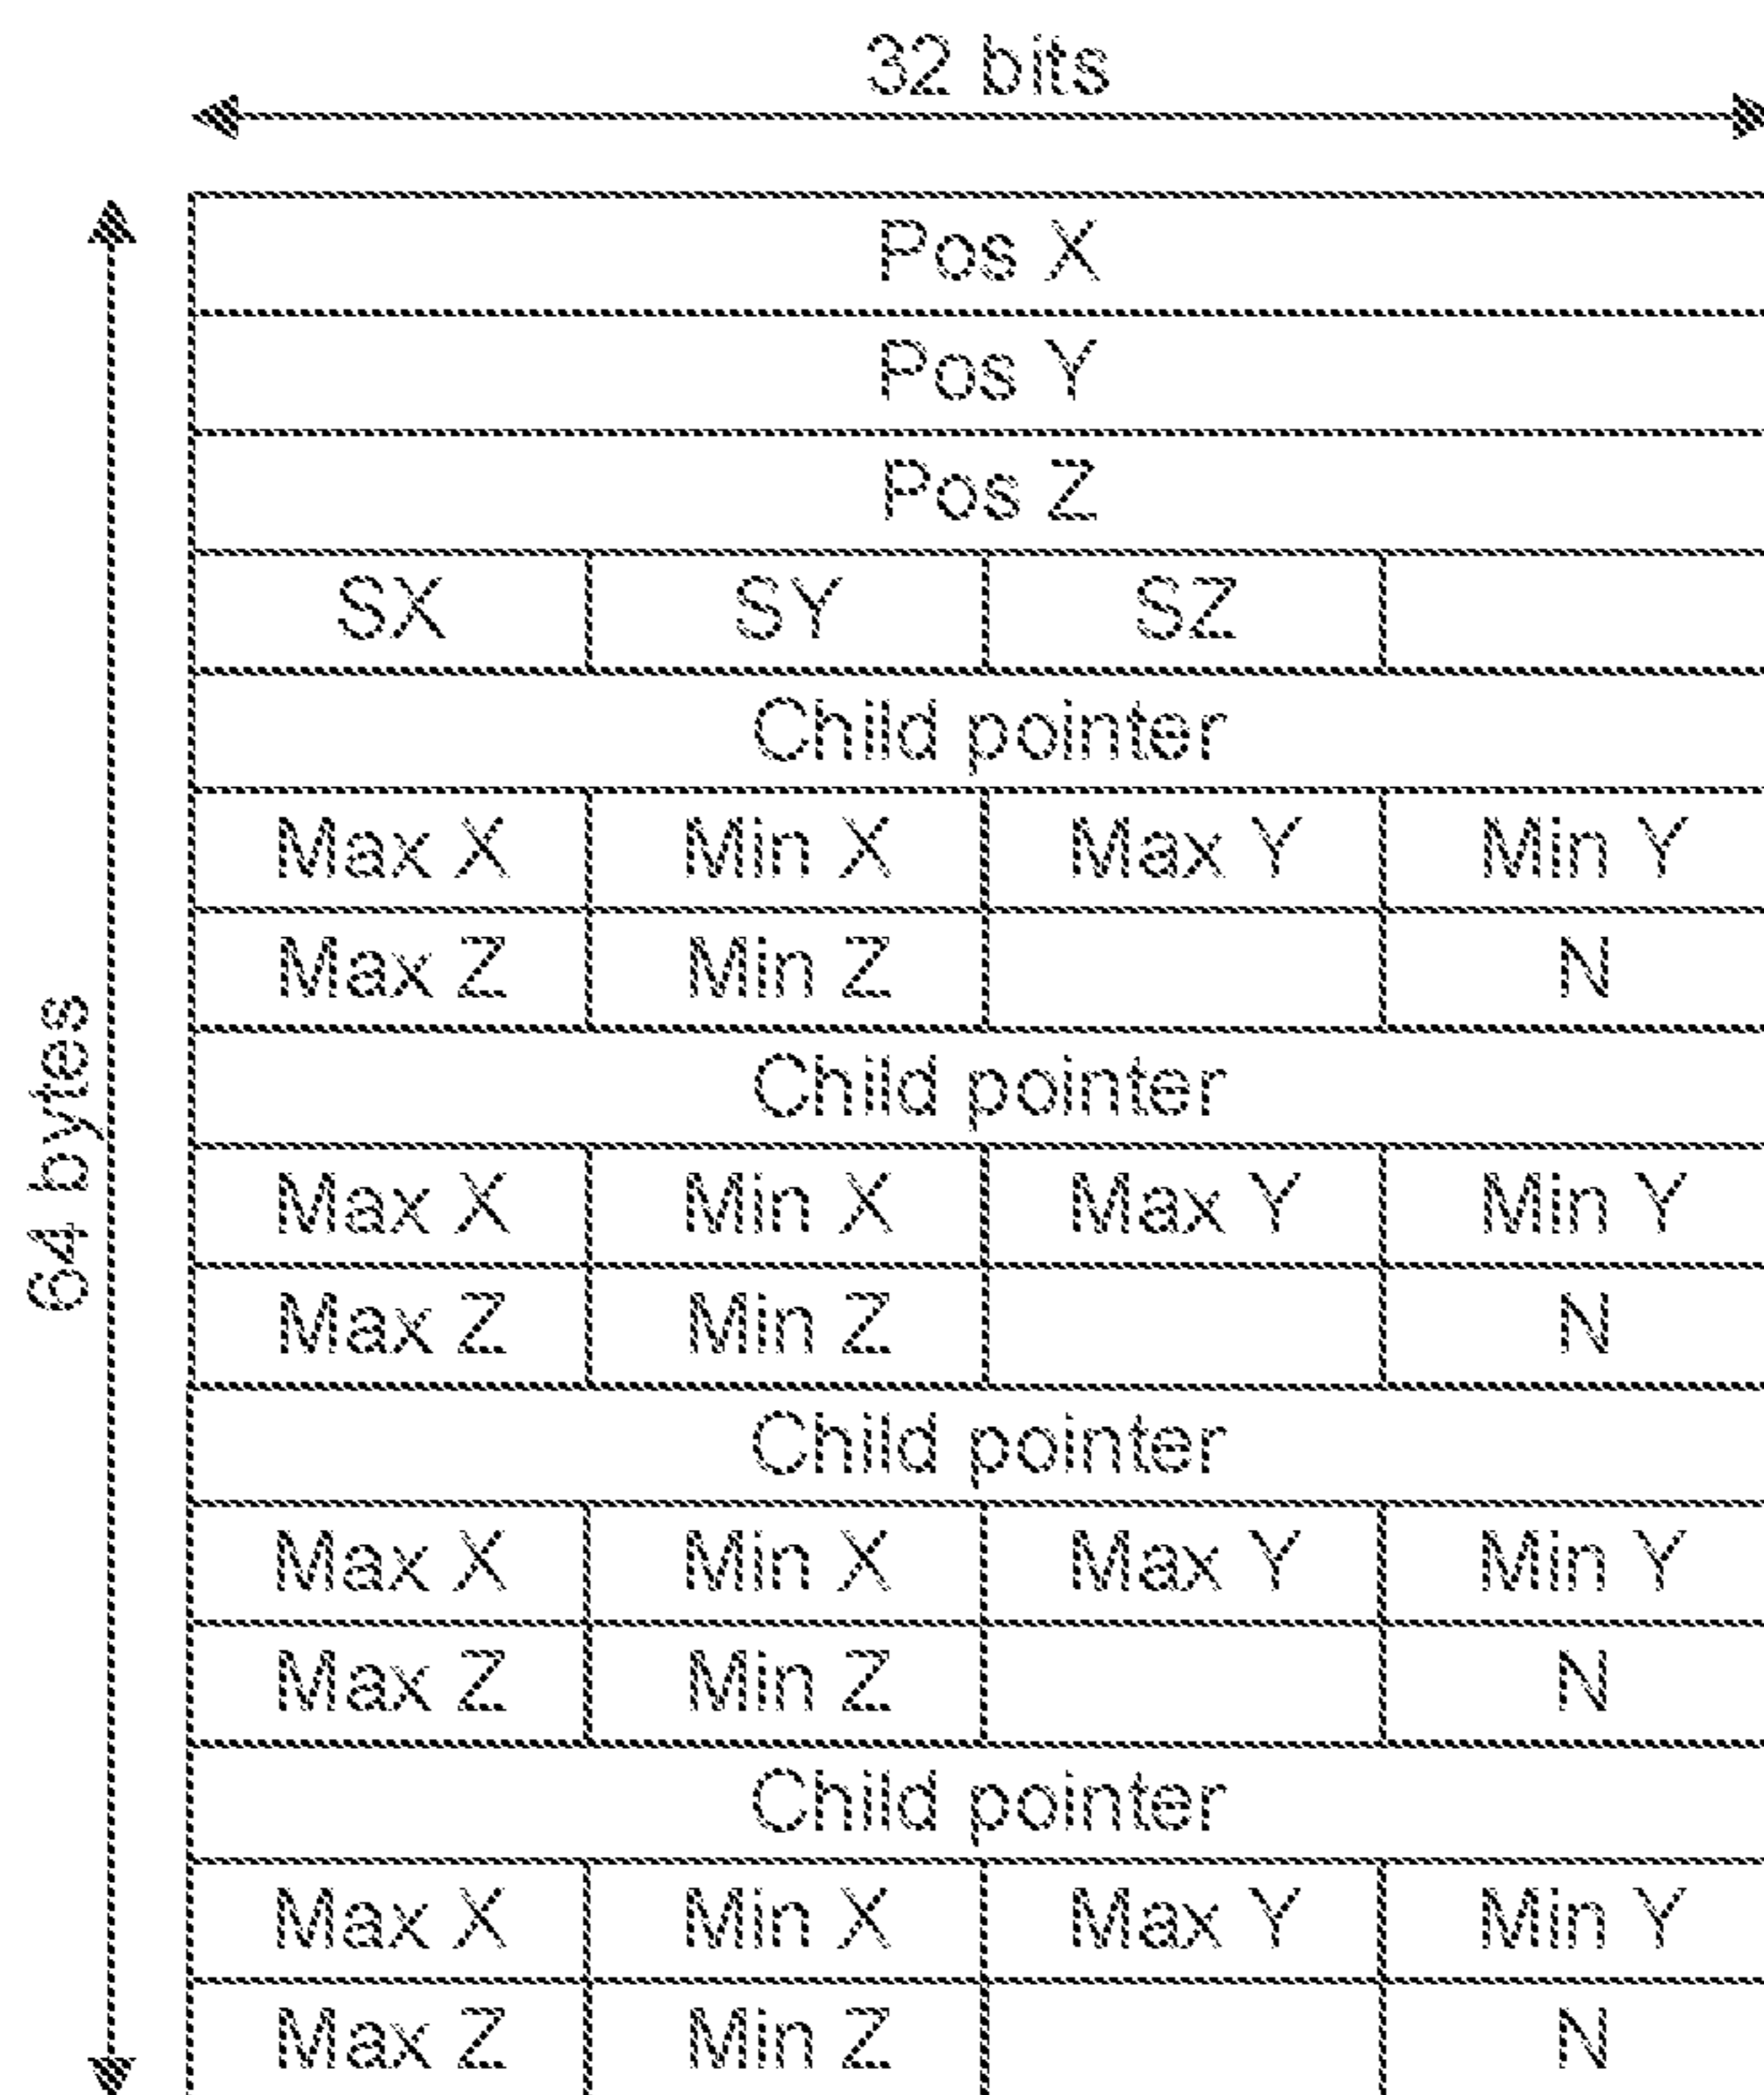 32 bits
64 bytes
Pos X
Pos Y
Pos Z
SX SY SZ
Child pointer
Max X Min X Max Y Min Y
Max Z Min Z N
Child pointer
Max X Min X Max Y Min Y
Max Z Min Z N
Child pointer
Max X Min X Max Y Min Y
Max Z Min Z N
Child pointer
Max X Min X Max Y Min Y
Max Z Min Z N